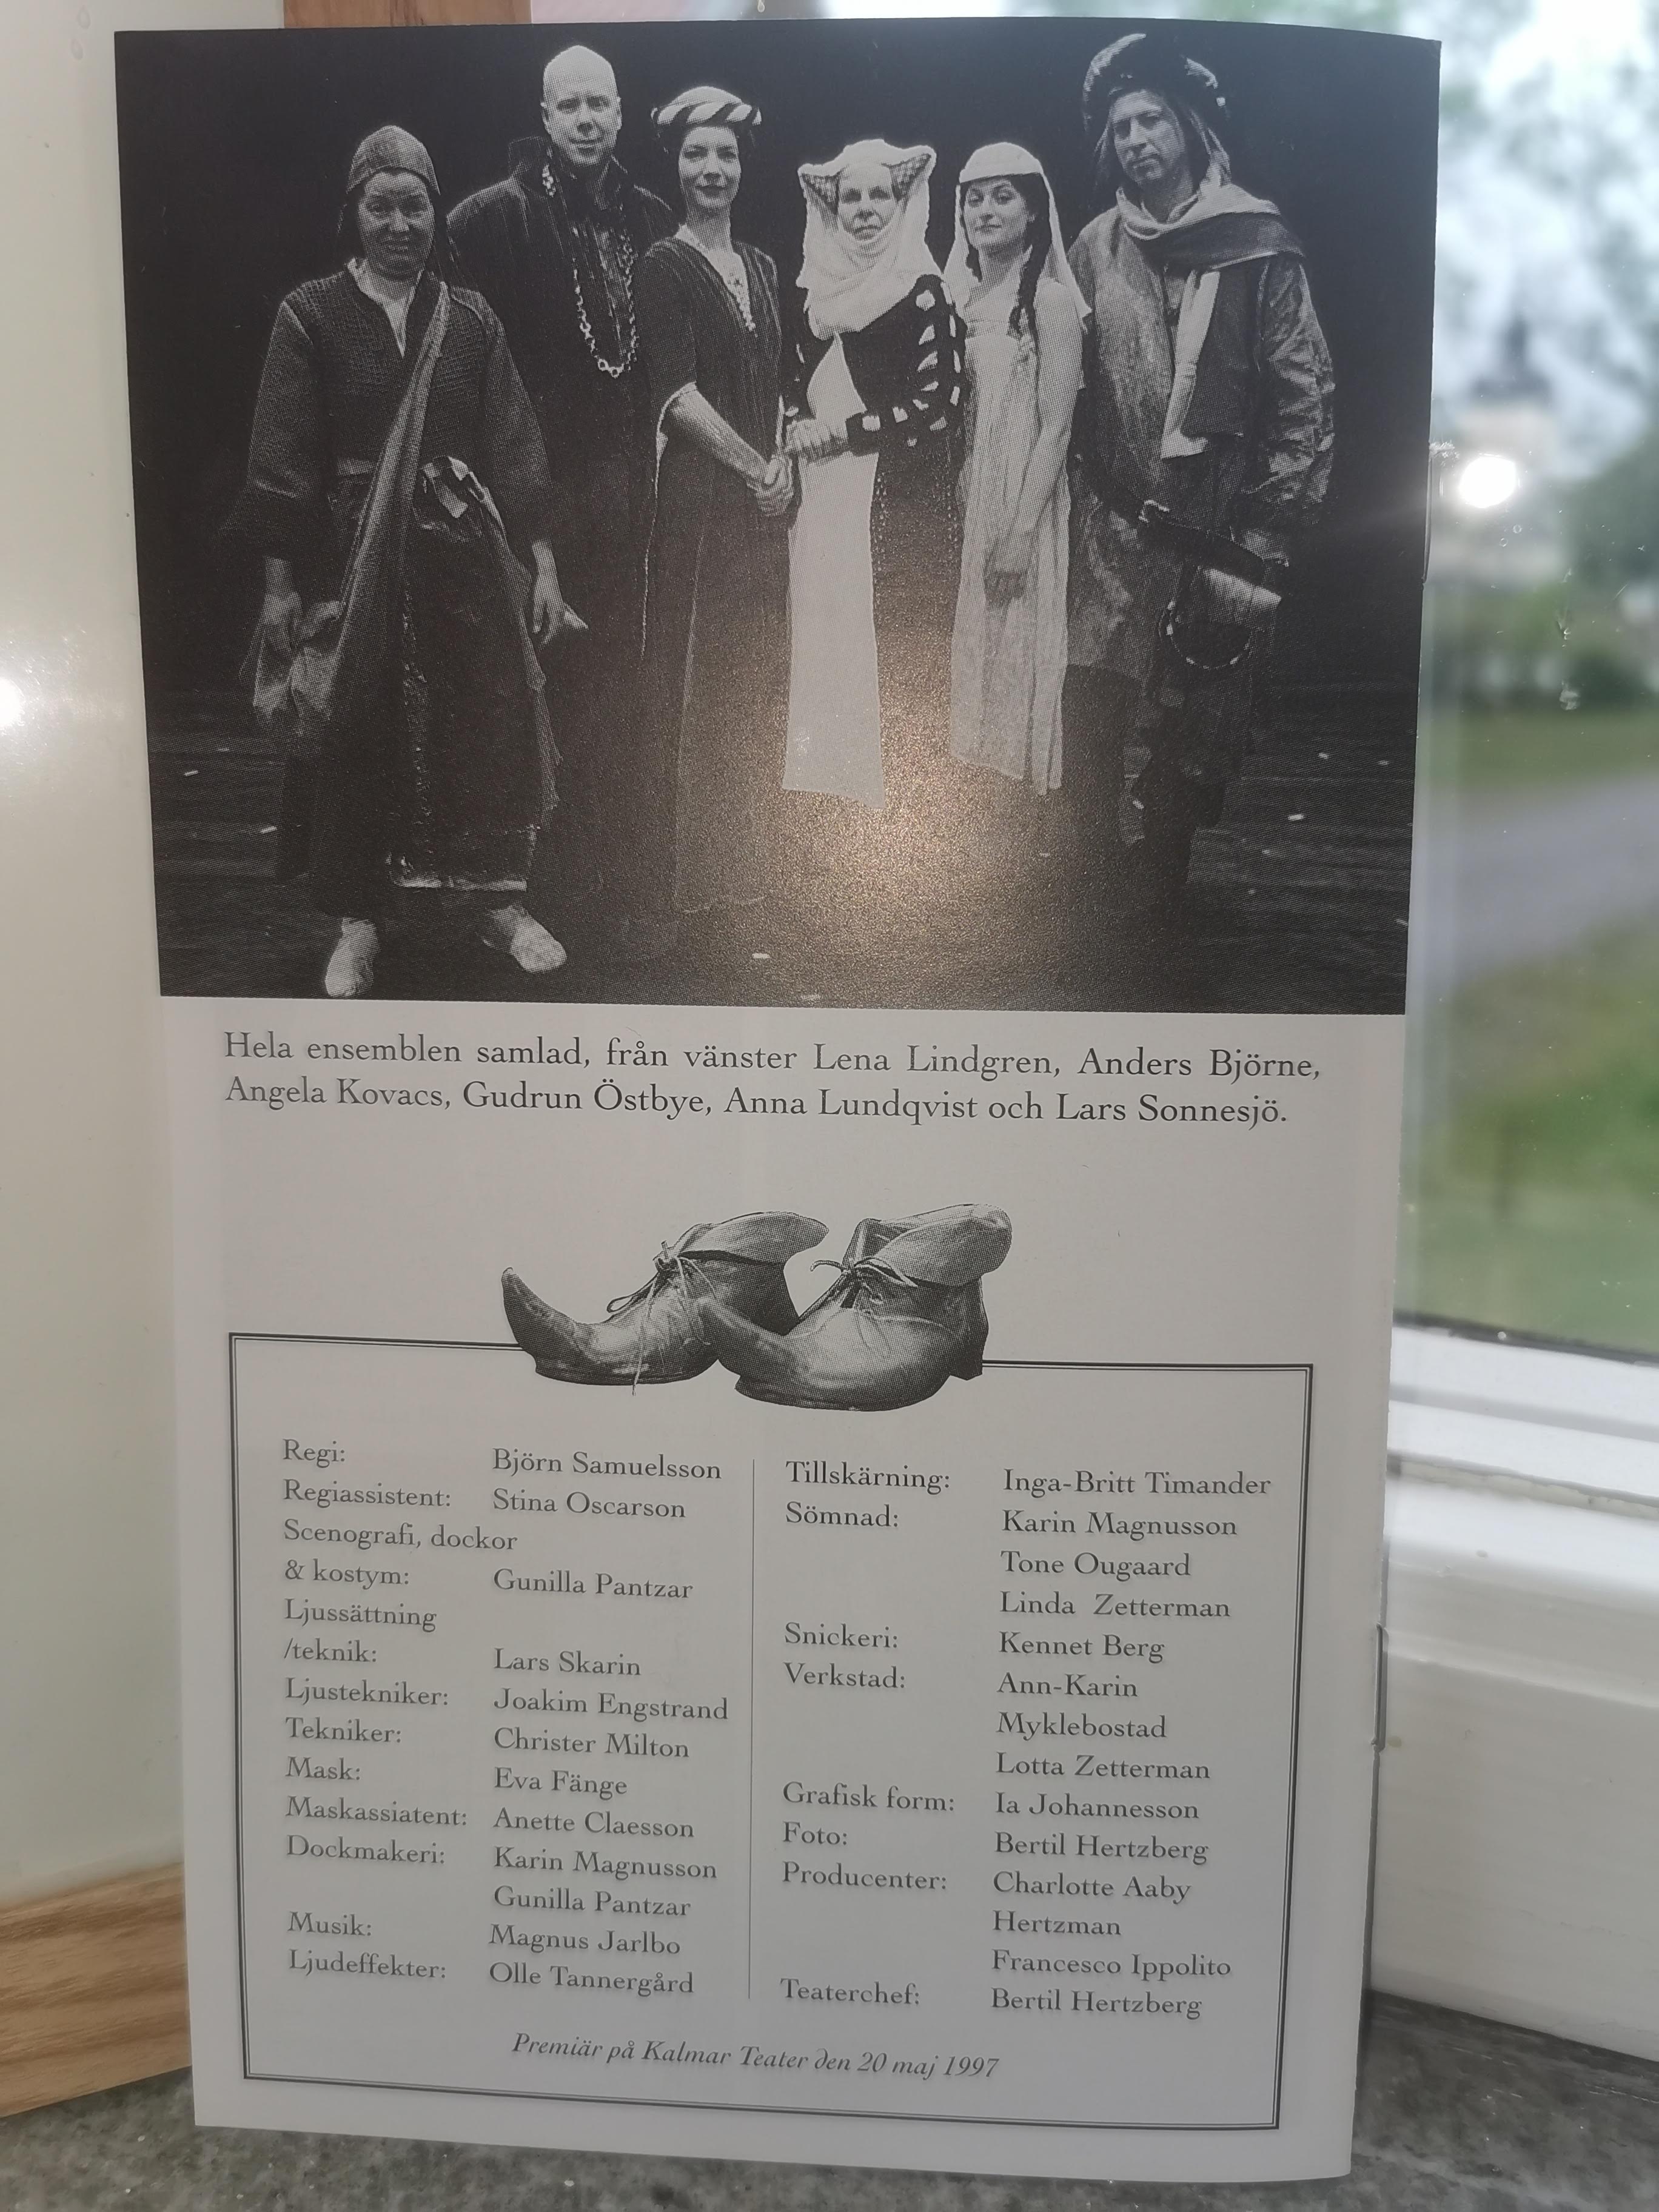 Hela ensemblen samlad, från vänster Lena Lindgren, Anders Björne,
Angela Kovacs, Gudrun Östbye, Anna Lundqvist och Lars Sonnesjö.
Regi: Björn Samuelsson
Regiassistent: Stina Oscarson
Scenografi, dockor
& kostym: Gunilla Pantzar
Ljussättning
/teknik: Lars Skarin
Ljustekniker: Joakim Engstrand
Tekniker: Christer Milton
Mask: Eva Fänge
Maskassiatent: Anette Claesson
Dockmakeri: Karin Magnusson
Gunilla Pantzar
Musik: Magnus Jarlbo
Ljudeffekter: Olle Tannergård
Tillskärning: Inga-Britt Timander
Sömnad: Karin Magnusson
Tone Ougaard
Linda Zetterman
Snickeri: Kennet Berg
Verkstad: Ann-Karin
Myklebostad
Lotta Zetterman
Grafisk form: Ia Johannesson
Foto: Bertil Hertzberg
Producenter: Charlotte Aaby
Hertzman
Francesco Ippolito
Teaterchef: Bertil Hertzberg
Premiär på Kalmar Teater den 20 maj 1997